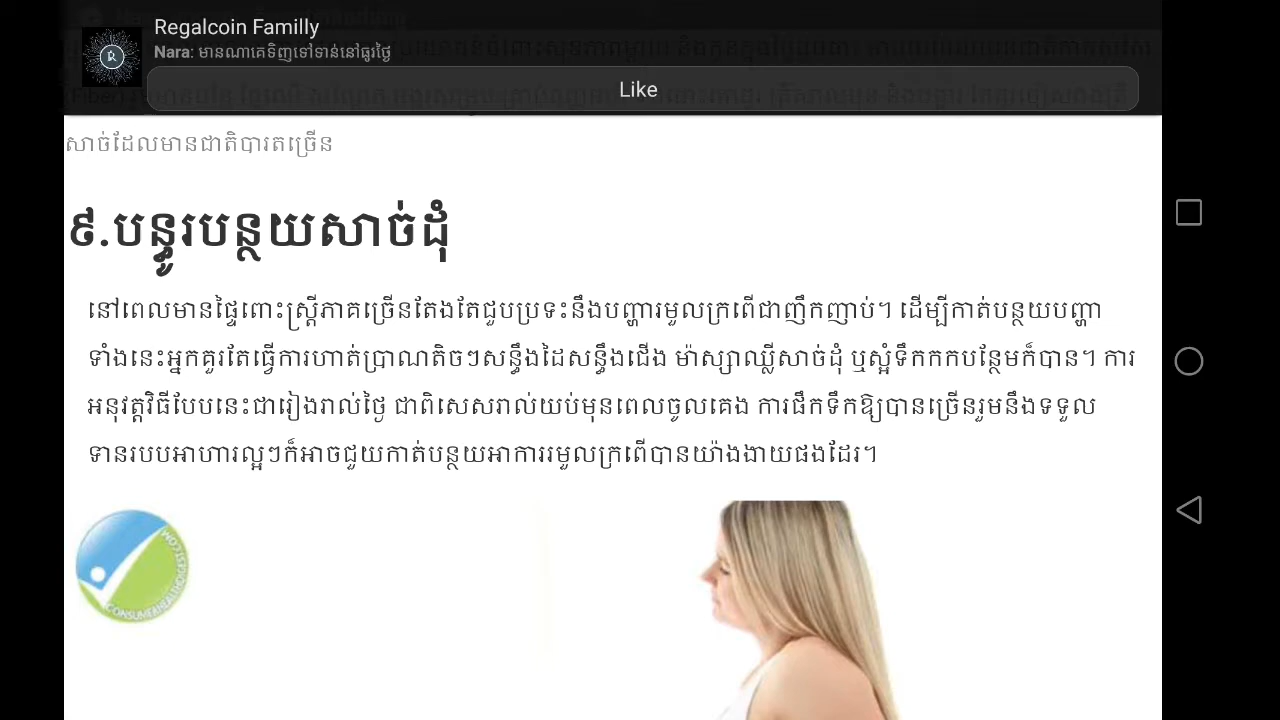 Regalcoin Familly
Nara: មានណាគេទិញទៅទាន់នៅធូរថ្ងៃ
Like
សាច់ដែលមានជាតិបារតច្រើន
៩.បន្ធូរបន្ថយសាច់ដុំ
នៅពេលមានផ្ទៃពោះស្ត្រីភាគច្រើនតែងតែជួបប្រទះនឹងបញ្ហារមួលក្រពើជាញឹកញាប់។ ដើម្បីកាត់បន្ថយបញ្ហា
ទាំងនេះអ្នកគួរតែធ្វើការហាត់ប្រាណតិចៗសន្ធឹងដៃសន្ធឹងជើង ម៉ាស្សាឈ្លីសាច់ដុំ ឬស្អំទឹកកកបន្ថែមក៏បាន។ ការ
អនុវត្តវិធីបែបនេះជារៀងរាល់ថ្ងៃ ជាពិសេសរាល់យប់មុនពេលចូលគេង ការផឹកទឹកឱ្យបានច្រើនរួមនឹងទទួល
ទានរបបអាហារល្អៗក៏អាចជួយកាត់បន្ថយអាការរមួលក្រពើបានយ៉ាងងាយផងដែរ។
CONSUMERHEALTHDIGEST.COM